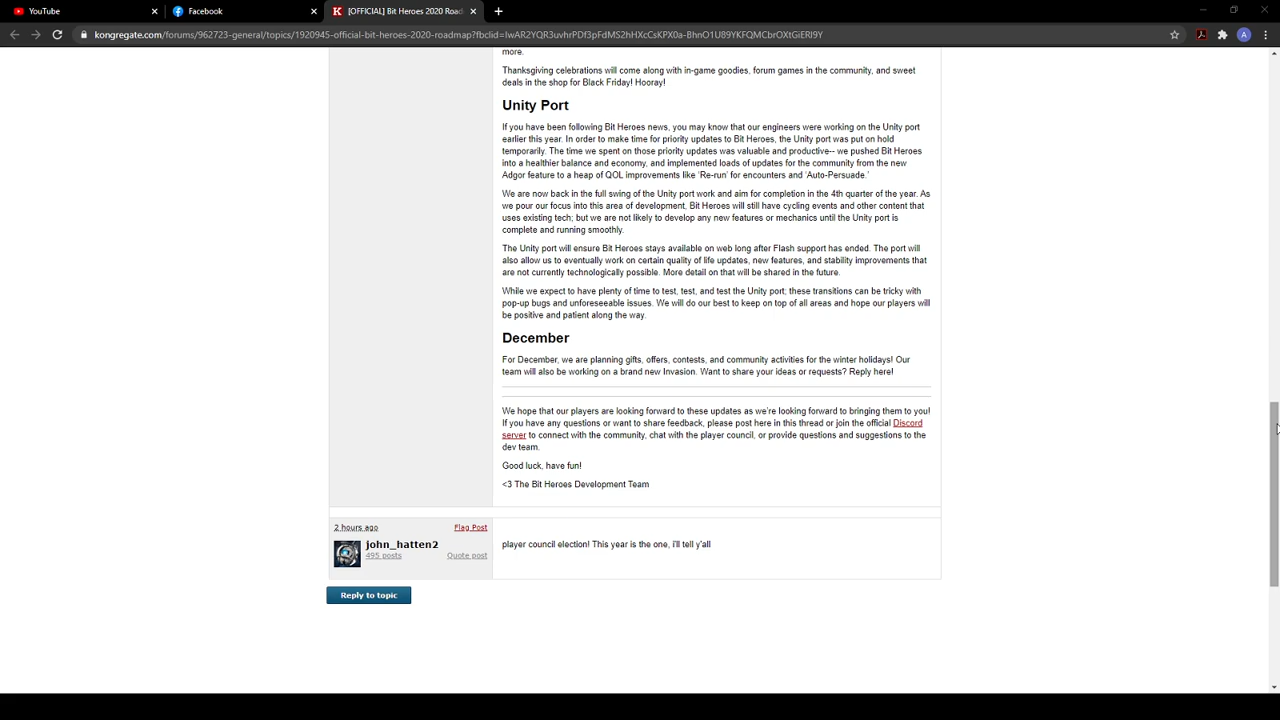 YouTube
Facebook
[OFFICIAL] Bit Heroes 2020 Road
kongregate.com/forums/962723-general/topics/1920945-official-bit-heroes-2020-roadmap?fbclid=IwAR2YQR3uvhrPDf3pFdMS2hHXcCsKPX0a-BhnO1U89YKFQMCbrOXtGiERI9Y
A
more.
Thanksgiving celebrations will come along with in-game goodies, forum games in the community, and sweet
deals in the shop for Black Friday! Hooray!
Unity Port
If you have been following Bit Heroes news, you may know that our engineers were working on the Unity port
earlier this year. In order to make time for priority updates to Bit Heroes, the Unity port was put on hold
temporarily. The time we spent on those priority updates was valuable and productive-- we pushed Bit Heroes
into a healthier balance and economy, and implemented loads of updates for the community from the new
Adgor feature to a heap of QOL improvements like ‘Re-run’ for encounters and ‘Auto-Persuade.’
We are now back in the full swing of the Unity port work and aim for completion in the 4th quarter of the year. As
we pour our focus into this area of development, Bit Heroes will still have cycling events and other content that
uses existing tech; but we are not likely to develop any new features or mechanics until the Unity port is
complete and running smoothly.
The Unity port will ensure Bit Heroes stays available on web long after Flash support has ended. The port will
also allow us to eventually work on certain quality of life updates, new features, and stability improvements that
are not currently technologically possible. More detail on that will be shared in the future.
While we expect to have plenty of time to test, test, and test the Unity port; these transitions can be tricky with
pop-up bugs and unforeseeable issues. We will do our best to keep on top of all areas and hope our players will
be positive and patient along the way.
December
For December, we are planning gifts, offers, contests, and community activities for the winter holidays! Our
team will also be working on a brand new Invasion. Want to share your ideas or requests? Reply here!
We hope that our players are looking forward to these updates as we’re looking forward to bringing them to you!
If you have any questions or want to share feedback, please post here in this thread or join the official Discord
server to connect with the community, chat with the player council, or provide questions and suggestions to the
dev team.
Good luck, have fun!
<3 The Bit Heroes Development Team
2 hours ago
Flag Post
john_hatten2
495 posts
Quote post
player council election! This year is the one, i'll tell y'all
Reply to topic